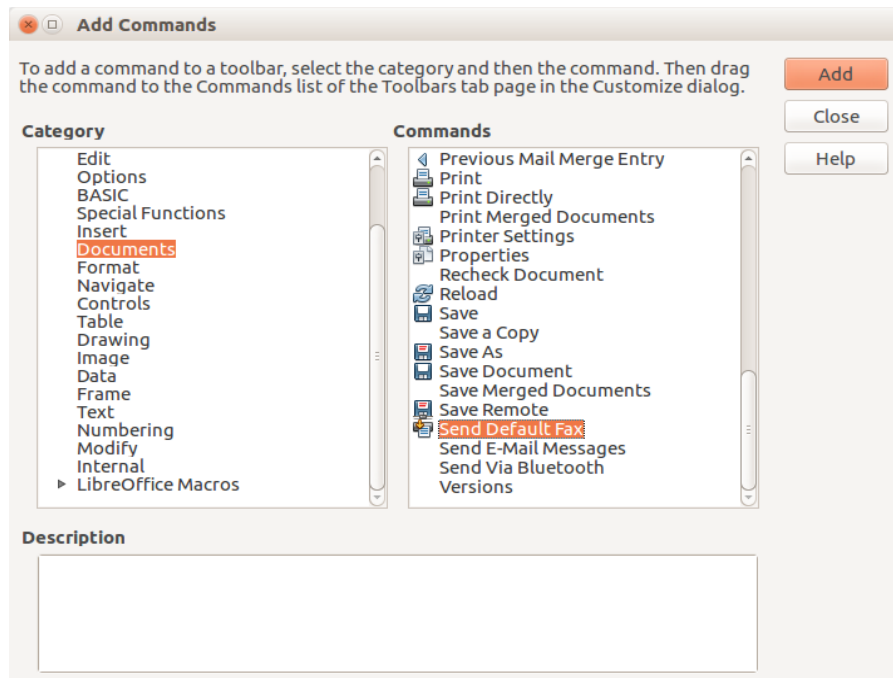 Add Commands
To add a command to a toolbar, select the category and then the command. Then drag
the command to the Commands list of the Toolbars tab page in the Customize dialog.
Add
Close
Help
Category
Edit
Options
BASIC
Special Functions
Insert
Documents
Format
Navigate
Controls
Table
Drawing
Image
Data
Frame
Text
Numbering
Modify
Internal
LibreOffice Macros
Commands
Previous Mail Merge Entry
Print
Print Directly
Print Merged Documents
Printer Settings
Properties
Recheck Document
Reload
Save
Save a Copy
Save As
Save Document
Save Merged Documents
Save Remote
Send Default Fax
Send E-Mail Messages
Send Via Bluetooth
Versions
Description